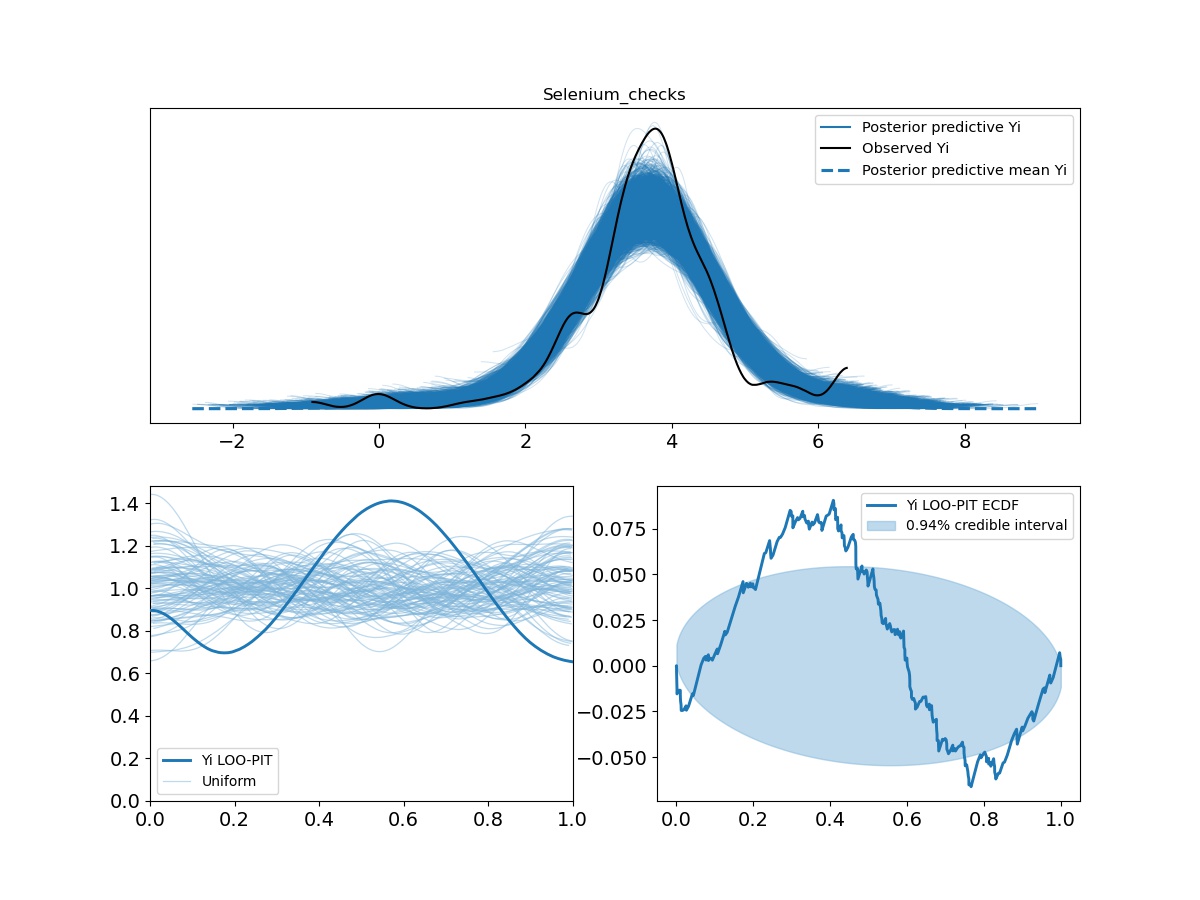 Selenium_checks
Posterior predictive Yi
Observed Yi
Posterior predictive mean Yi
−2 0 2 4 6 8
1.4
1.2
1.0
0.8
0.6
0.4
0.2
0.0
Yi LOO-PIT
Uniform
0.0 0.2 0.4 0.6 0.8 1.0
0.075
0.050
0.025
0.000
−0.025
−0.050
Yi LOO-PIT ECDF
0.94% credible interval
0.0 0.2 0.4 0.6 0.8 1.0